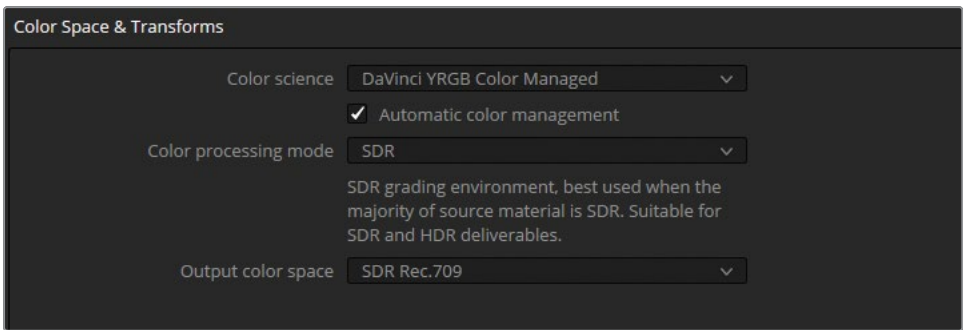 Color Space & Transforms
Color science DaVinci YRGB Color Managed
Automatic color management
Color processing mode SDR
SDR grading environment, best used when the
majority of source material is SDR. Suitable for
SDR and HDR deliverables.
Output color space SDR Rec.709